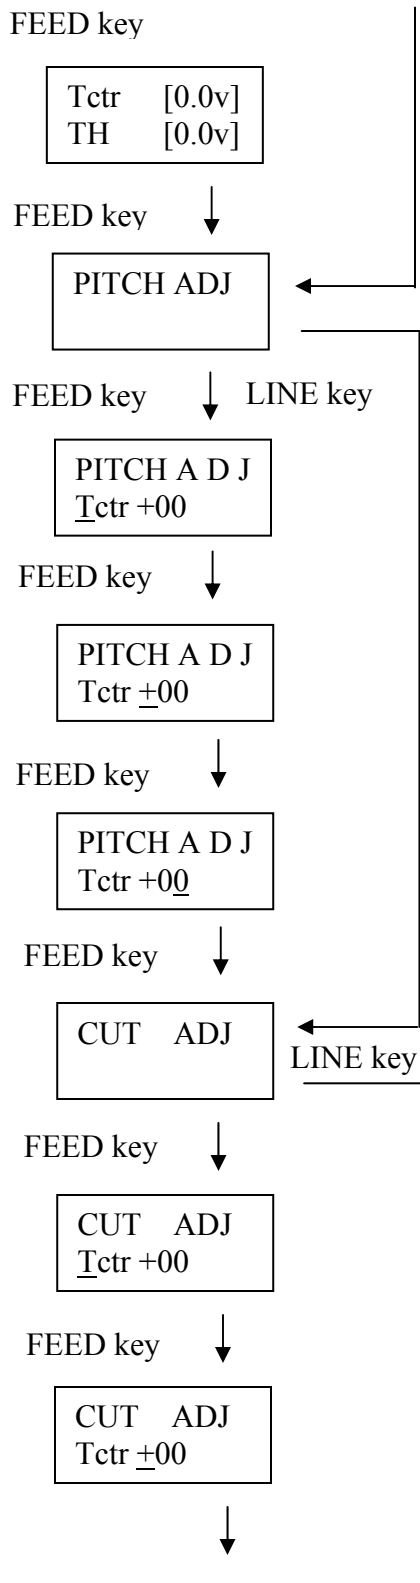 FEED key
Tctr [0.0v]
TH [0.0v]
FEED key
PITCH ADJ
FEED key LINE key
PITCH A D J
Tctr +00
FEED key
PITCH A D J
Tctr +00
FEED key
PITCH A D J
Tctr +00
FEED key
CUT ADJ
LINE key
FEED key
CUT ADJ
Tctr +00
FEED key
CUT ADJ
Tctr +00